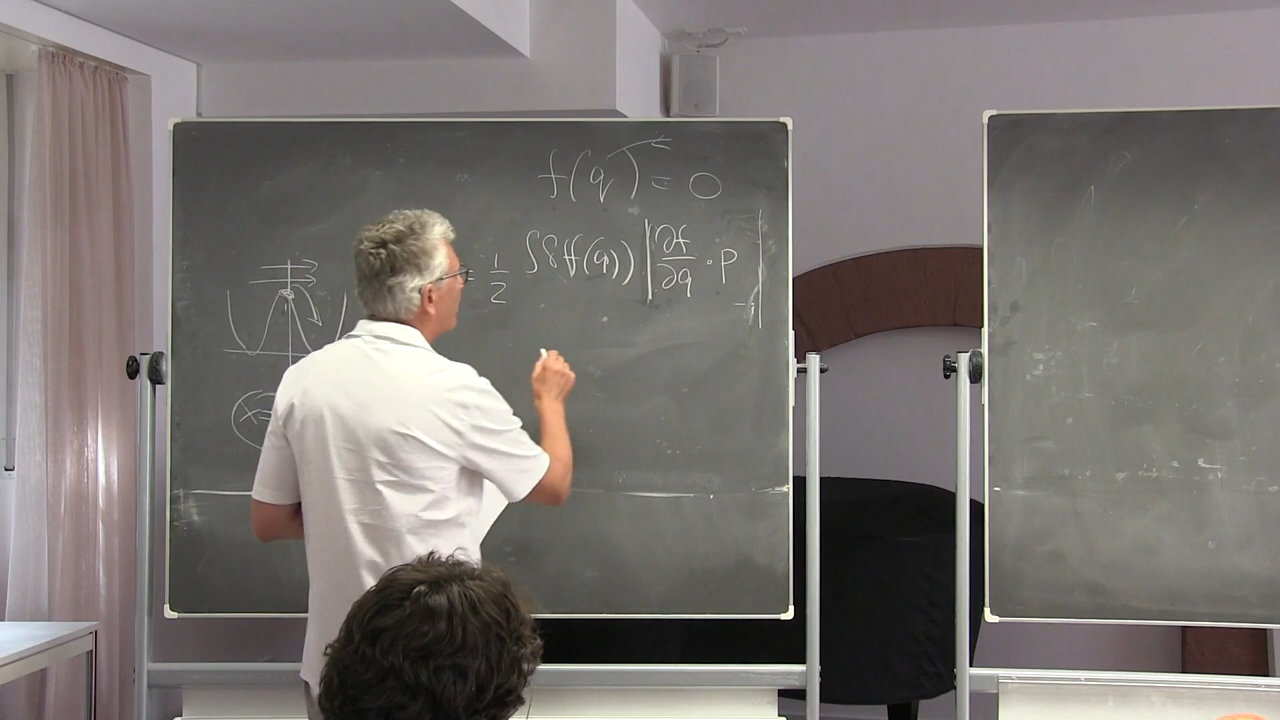 f(q) = 0
= 1/2 ∫δ(f(q)) |∂f/∂q · p|
x=